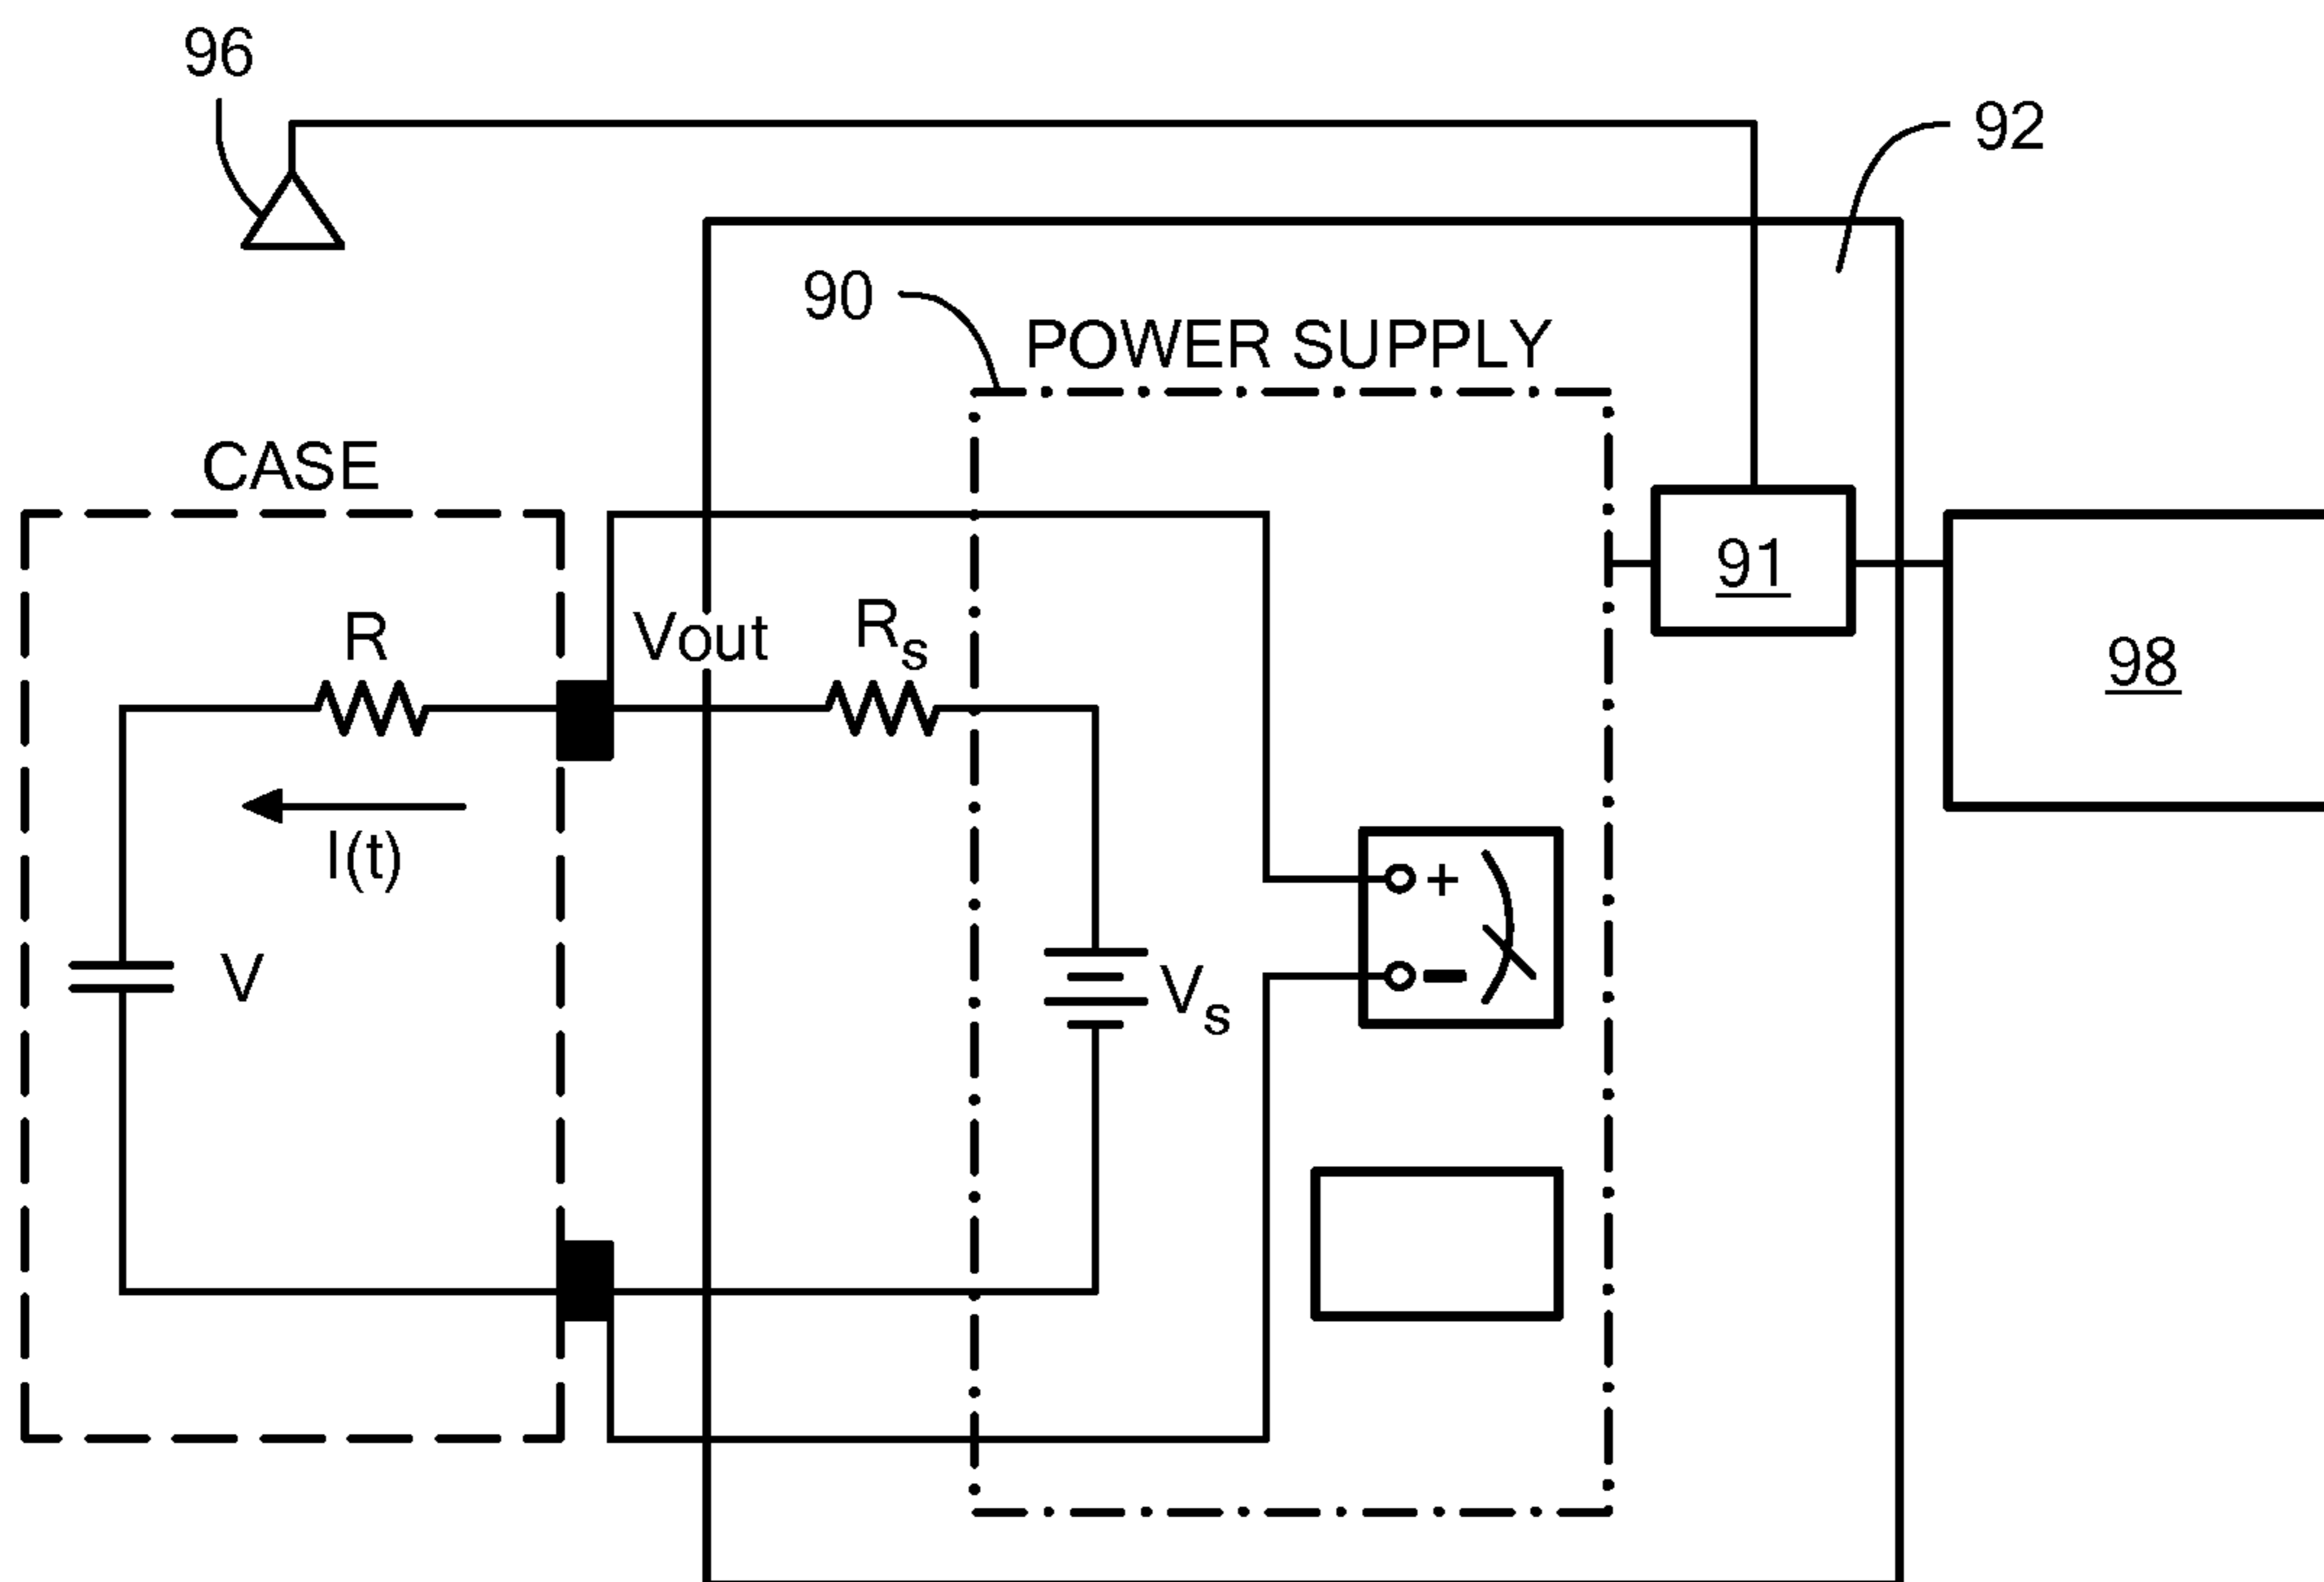 96
92
90
POWER SUPPLY
CASE
91
R
Vout
Rs
98
I(t)
+
V
Vs
−